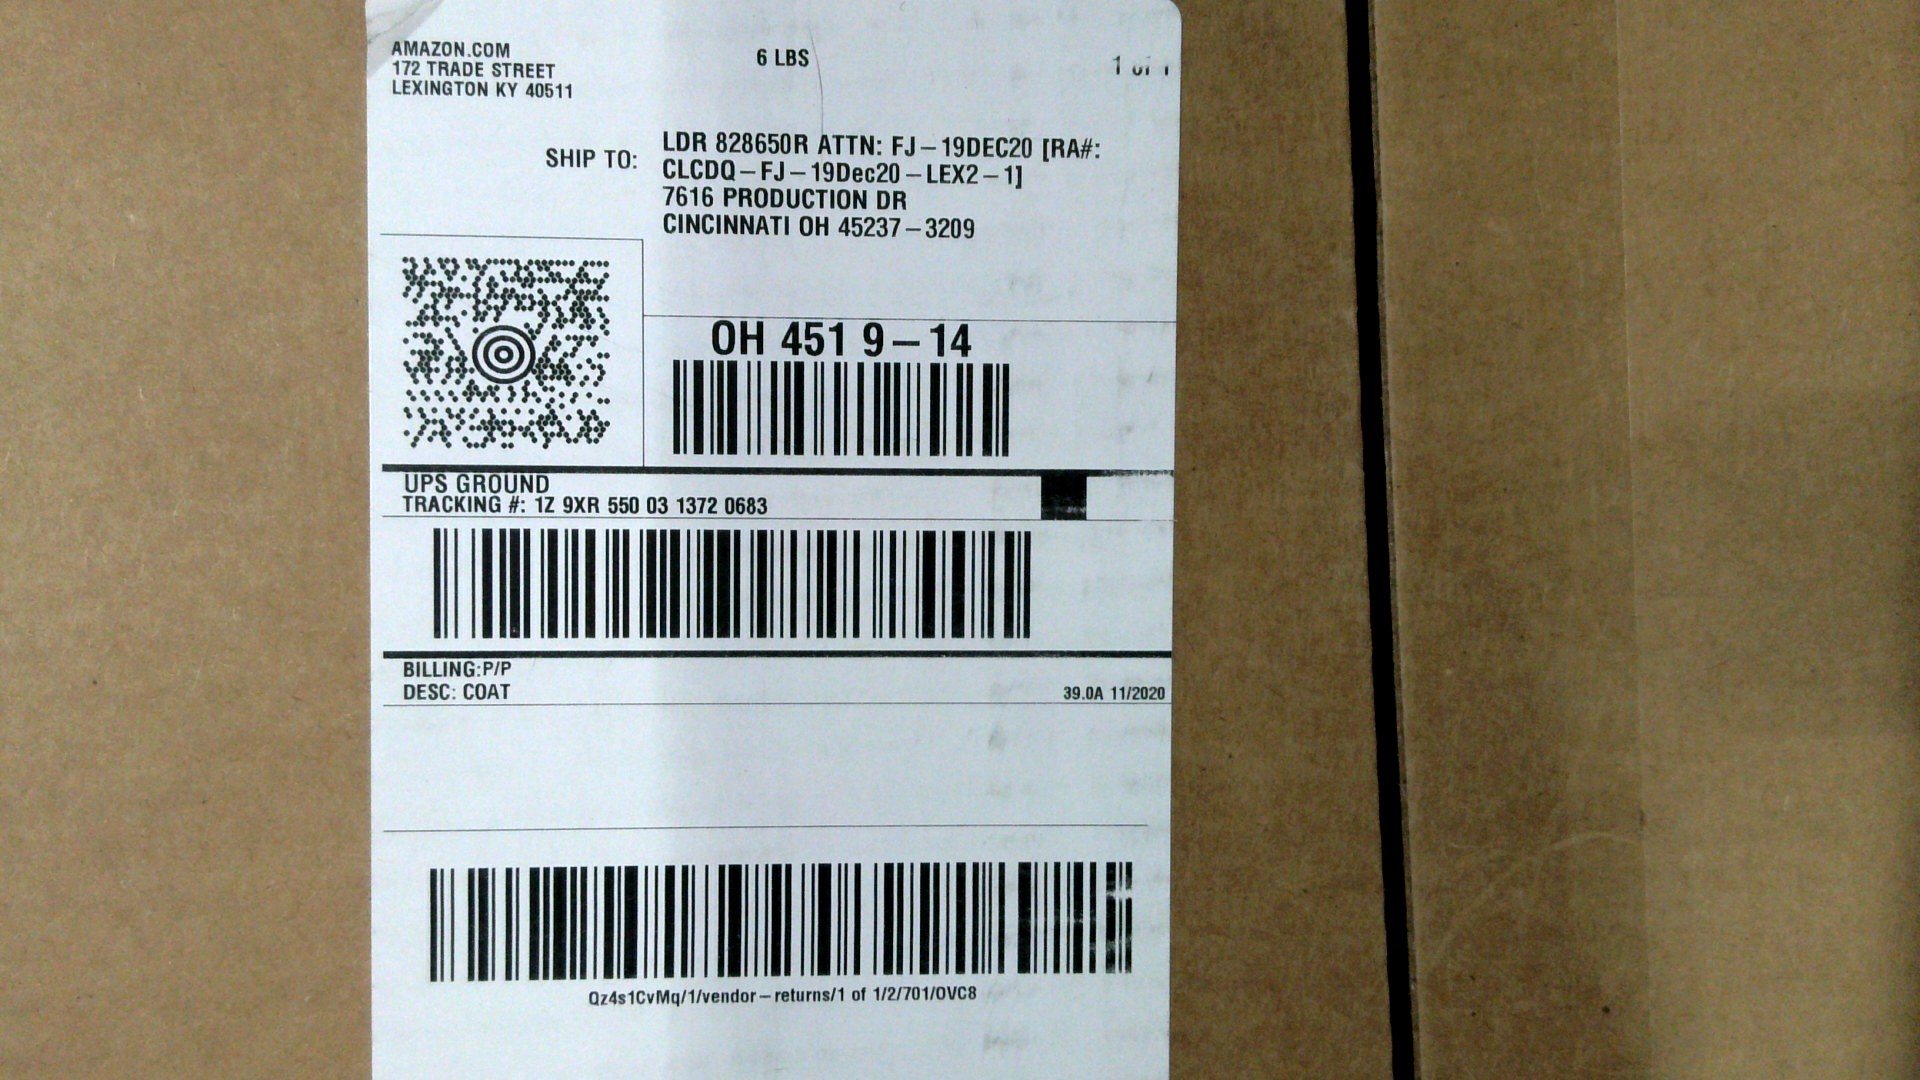 AMAZON.COM
172 TRADE STREET
LEXINGTON KY 40511
6 LBS
1 of 1
SHIP TO:
LDR 828650R ATTN: FJ–19DEC20 [RA#:
CLCDQ–FJ–19Dec20–LEX2–1]
7616 PRODUCTION DR
CINCINNATI OH 45237–3209
OH 451 9–14
UPS GROUND
TRACKING #: 1Z 9XR 550 03 1372 0683
BILLING:P/P
DESC: COAT
39.0A 11/2020
Qz4s1CvMq/1/vendor–returns/1 of 1/2/701/OVC8